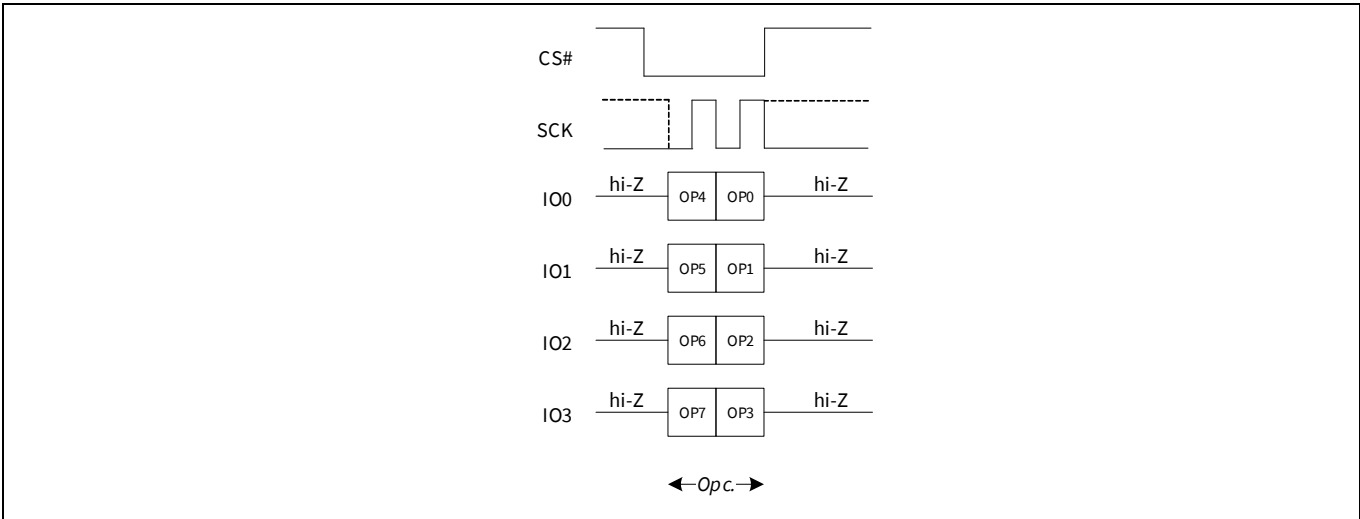 CS#
SCK
hi-Z hi-Z
IO0 OP4 OP0
hi-Z hi-Z
IO1 OP5 OP1
hi-Z hi-Z
IO2 OP6 OP2
hi-Z hi-Z
IO3 OP7 OP3
Opc.